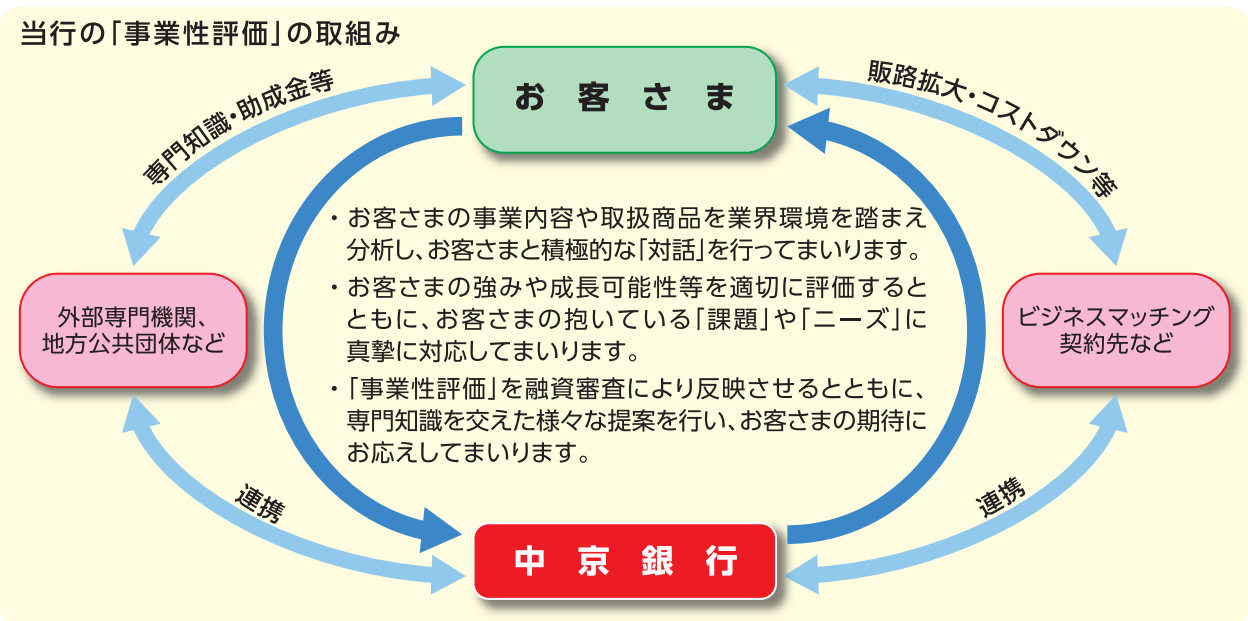 当行の「事業性評価」の取組み
お客さま
専門知識・助成金等
販路拡大・コストダウン等
・お客さまの事業内容や取扱商品を業界環境を踏まえ
分析し、お客さまと積極的な「対話」を行ってまいります。
・お客さまの強みや成長可能性等を適切に評価すると
ともに、お客さまの抱いている「課題」や「ニーズ」に
真摯に対応してまいります。
・「事業性評価」を融資審査により反映させるとともに、
専門知識を交えた様々な提案を行い、お客さまの期待に
お応えしてまいります。
外部専門機関、
地方公共団体など
ビジネスマッチング
契約先など
連携
連携
中京銀行